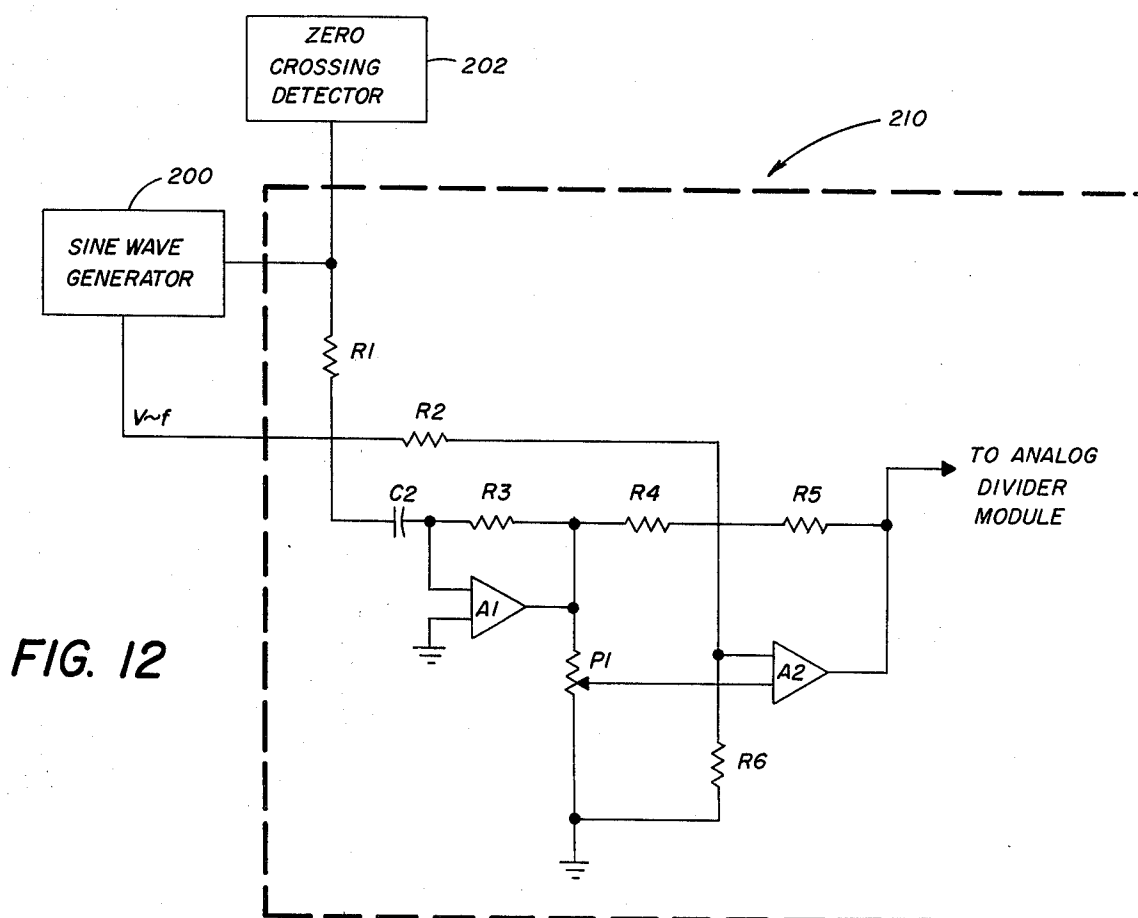 ZERO
CROSSING
DETECTOR
202
210
200
SINE WAVE
GENERATOR
R1
V~f
R2
TO ANALOG
DIVIDER
MODULE
C2
R3
R4
R5
A1
FIG. 12
P1
A2
R6